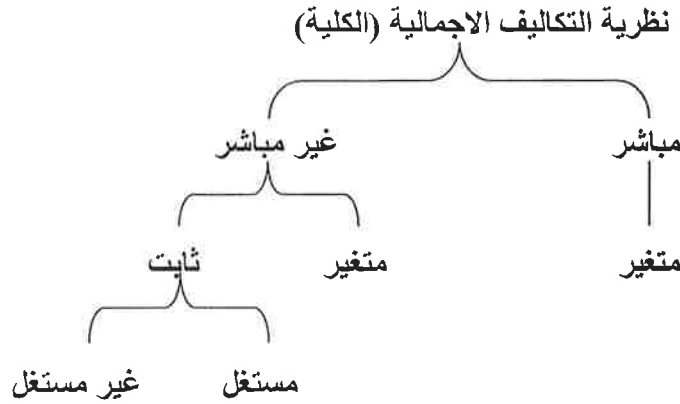 نظرية التكاليف الاجمالية (الكلية)
مباشر غير مباشر
متغير متغير ثابت
مستغل غير مستغل